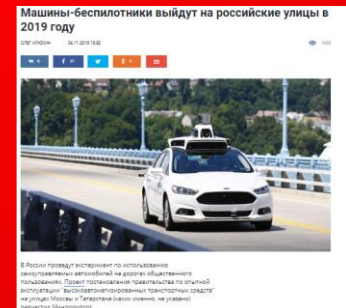 Машины-беспилотники выйдут на российские улицы в
2019 году
В России проведут эксперимент по использованию
самоуправляемых автомобилей на дорогах общественного
пользования. Проект постановления правительства по опытной
эксплуатации "высокоавтоматизированных транспортных средств"
на улицах Москвы и Татарстана (каких именно, не указано)